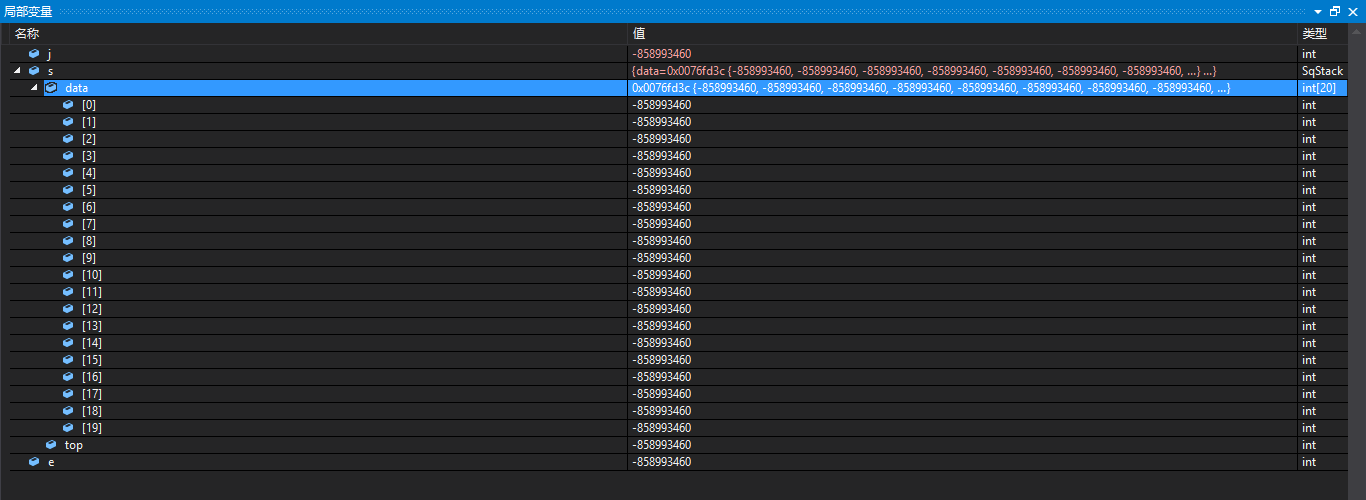 局部变量
名称 值 类型
j -858993460 int
s {data=0x0076fd3c {-858993460, -858993460, -858993460, -858993460, -858993460, -858993460, -858993460, ...} ...} SqStack
data 0x0076fd3c {-858993460, -858993460, -858993460, -858993460, -858993460, -858993460, -858993460, -858993460, ...} int[20]
[0] -858993460 int
[1] -858993460 int
[2] -858993460 int
[3] -858993460 int
[4] -858993460 int
[5] -858993460 int
[6] -858993460 int
[7] -858993460 int
[8] -858993460 int
[9] -858993460 int
[10] -858993460 int
[11] -858993460 int
[12] -858993460 int
[13] -858993460 int
[14] -858993460 int
[15] -858993460 int
[16] -858993460 int
[17] -858993460 int
[18] -858993460 int
[19] -858993460 int
top -858993460 int
e -858993460 int